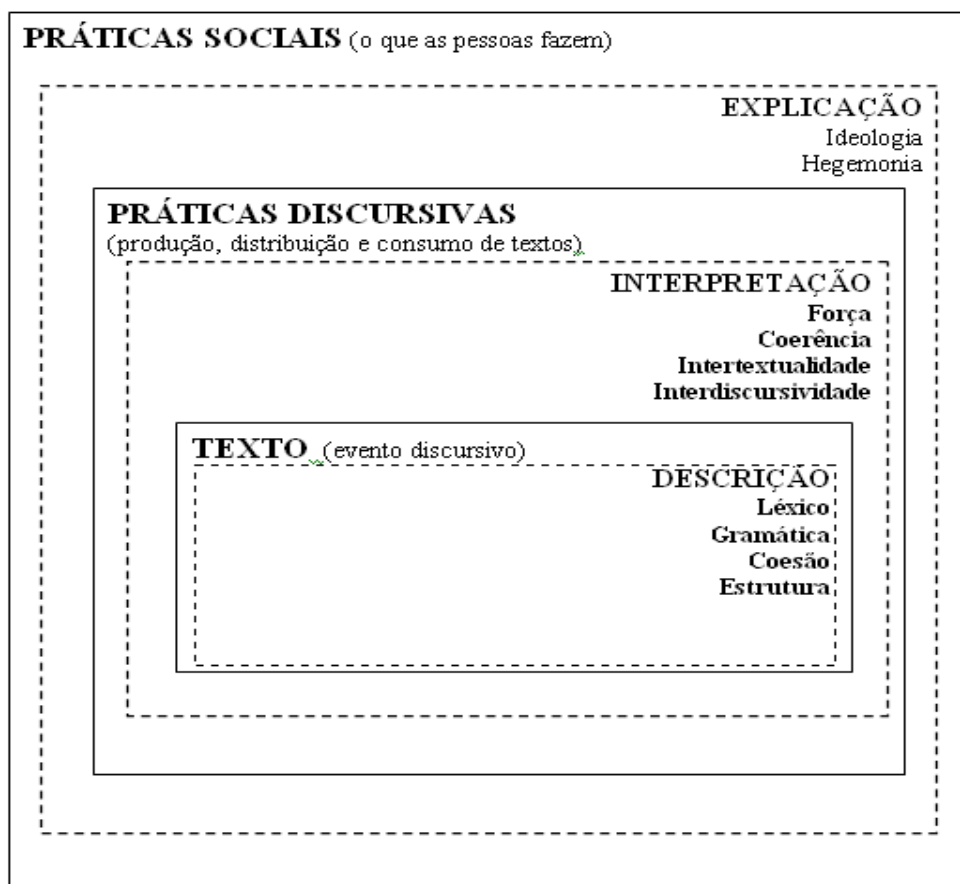 PRÁTICAS SOCIAIS (o que as pessoas fazem)
EXPLICAÇÃO
Ideologia
Hegemonia
PRÁTICAS DISCURSIVAS
(produção, distribuição e consumo de textos)
INTERPRETAÇÃO
Força
Coerência
Intertextualidade
Interdiscursividade
TEXTO (evento discursivo)
DESCRIÇÃO
Léxico
Gramática
Coesão
Estrutura